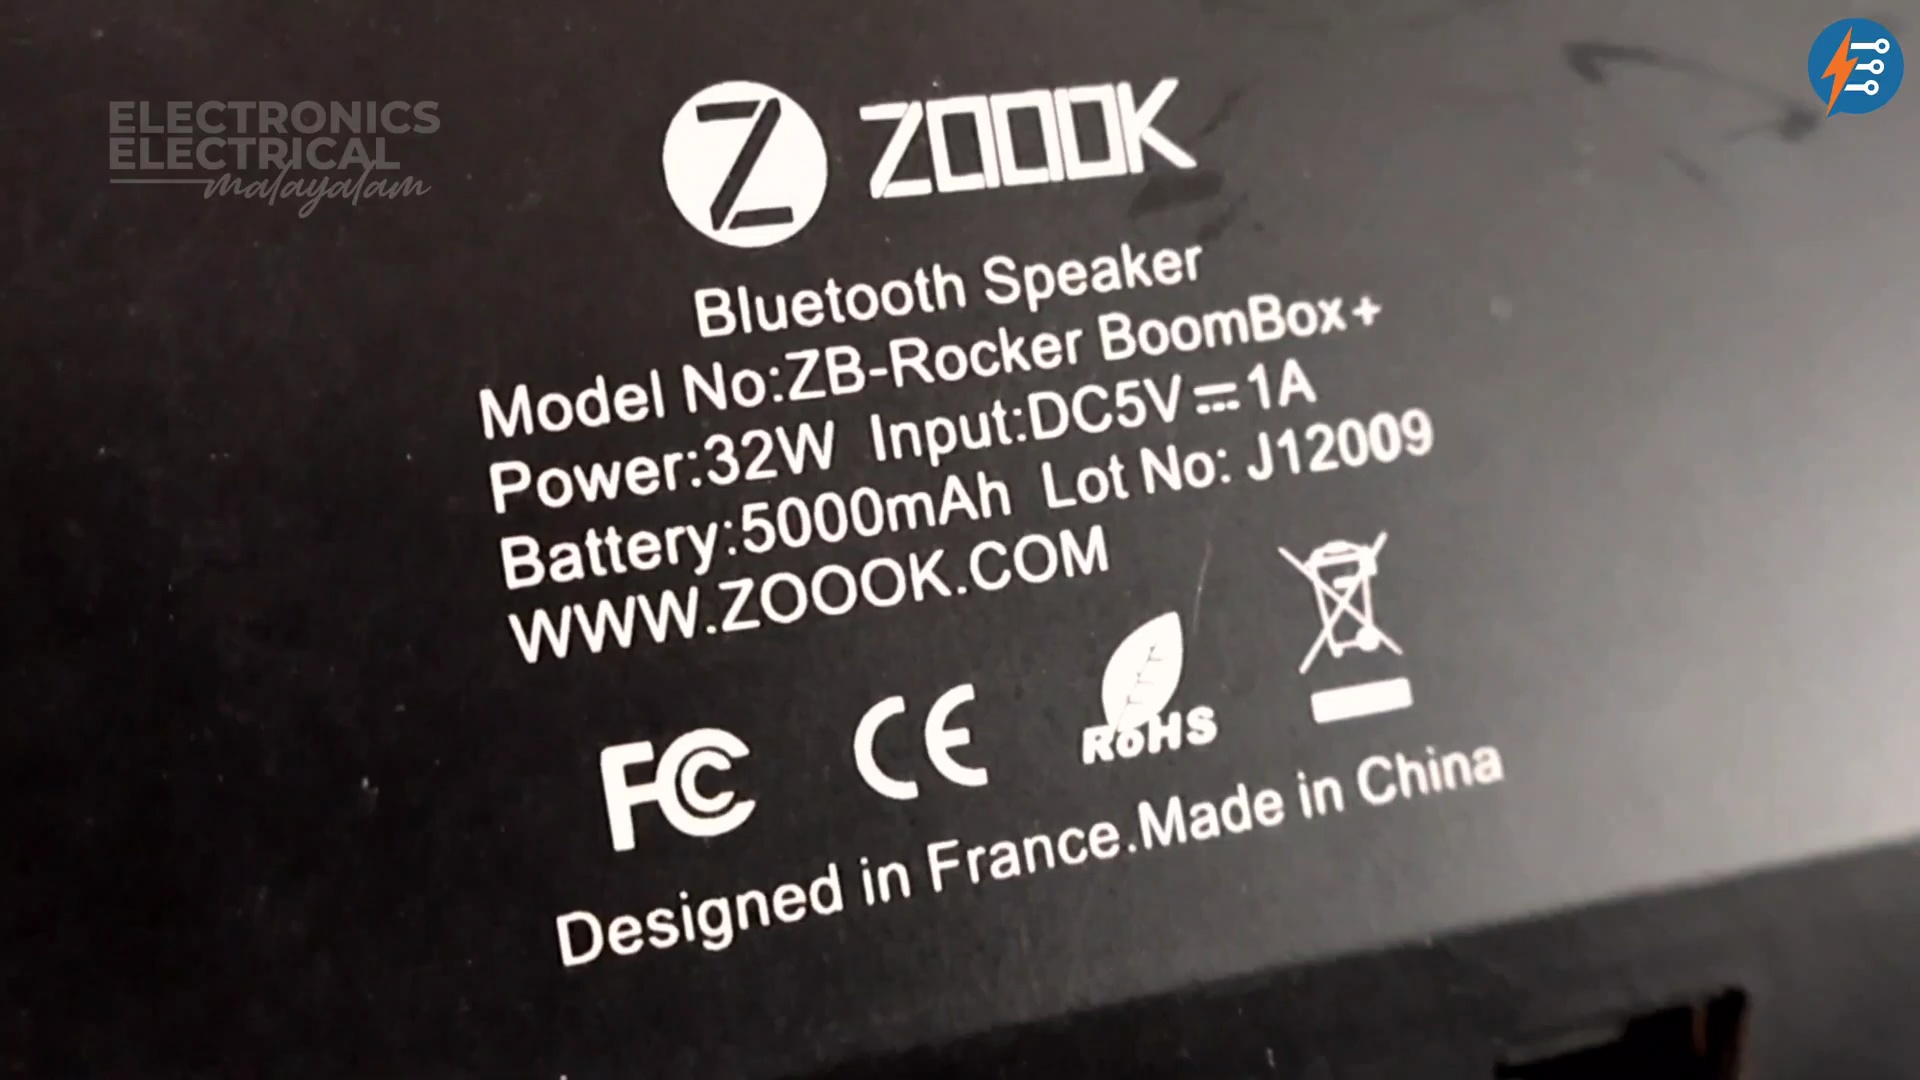 ELECTRONICS
ELECTRICAL
malayalam
Z ZOOOK
Bluetooth Speaker
Model No:ZB-Rocker BoomBox+
Power:32W Input:DC5V⎓1A
Battery:5000mAh Lot No: J12009
WWW.ZOOOK.COM
FC CE RoHS
Designed in France.Made in China